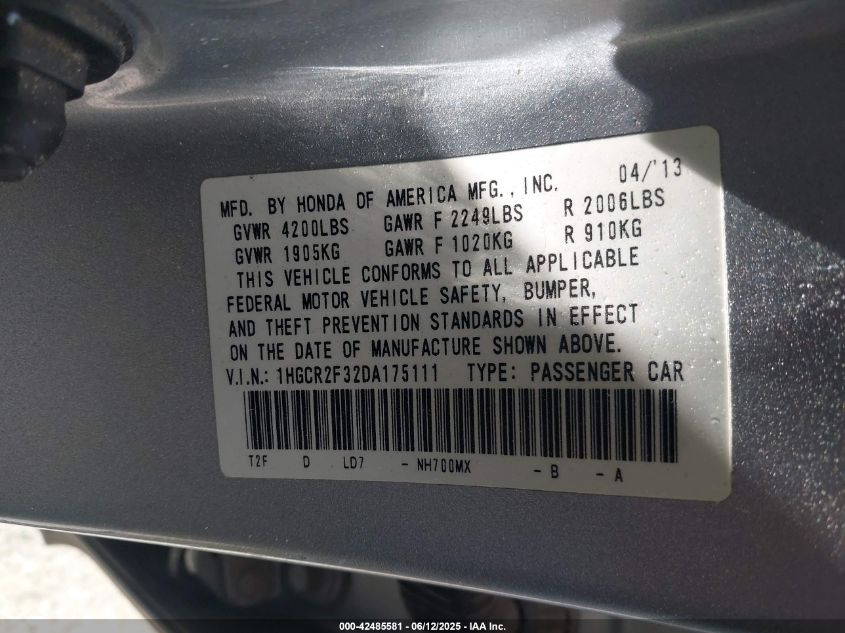 MFD. BY HONDA OF AMERICA MFG., INC. 04/'13
GVWR 4200LBS GAWR F 2249LBS R 2006LBS
GVWR 1905KG GAWR F 1020KG R 910KG
THIS VEHICLE CONFORMS TO ALL APPLICABLE
FEDERAL MOTOR VEHICLE SAFETY, BUMPER,
AND THEFT PREVENTION STANDARDS IN EFFECT
ON THE DATE OF MANUFACTURE SHOWN ABOVE.
V.I.N.: 1HGCR2F32DA175111 TYPE: PASSENGER CAR
T2F D LD7 - NH700MX - B - A
000-42485581 - 06/12/2025 - IAA Inc.